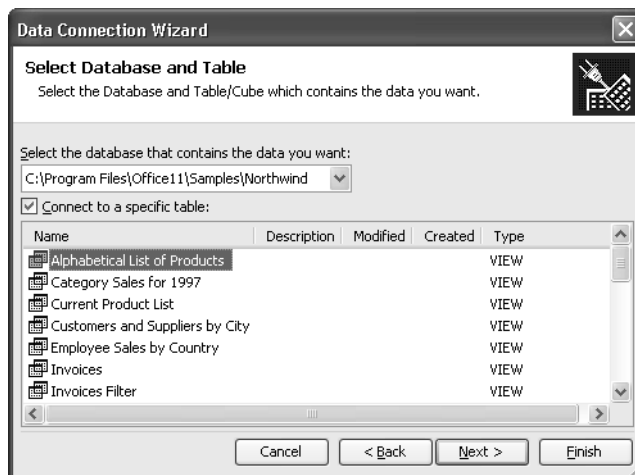 Data Connection Wizard
Select Database and Table
Select the Database and Table/Cube which contains the data you want.
Select the database that contains the data you want:
C:\Program Files\Office11\Samples\Northwind
Connect to a specific table:
Name Description Modified Created Type
Alphabetical List of Products VIEW
Category Sales for 1997 VIEW
Current Product List VIEW
Customers and Suppliers by City VIEW
Employee Sales by Country VIEW
Invoices VIEW
Invoices Filter VIEW
Cancel < Back Next > Finish